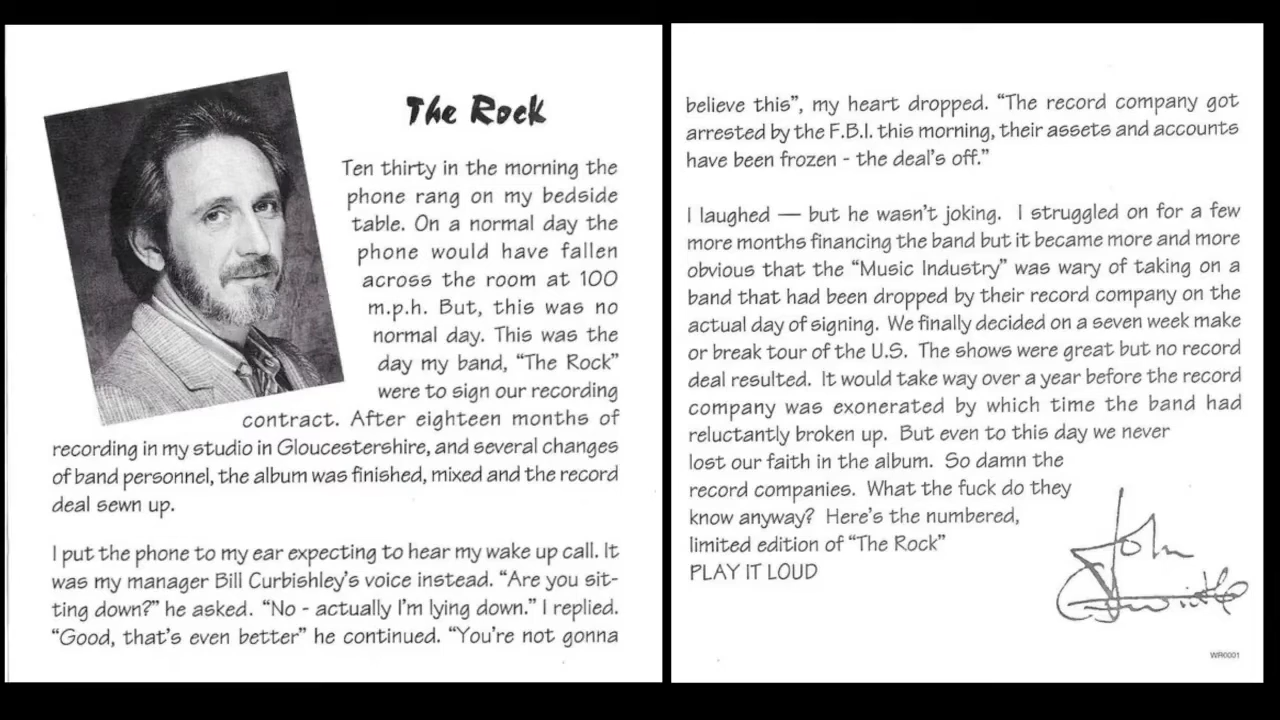 The Rock
Ten thirty in the morning the
phone rang on my bedside
table. On a normal day the
phone would have fallen
across the room at 100
m.p.h. But, this was no
normal day. This was the
day my band, “The Rock”
were to sign our recording
contract. After eighteen months of
recording in my studio in Gloucestershire, and several changes
of band personnel, the album was finished, mixed and the record
deal sewn up.
I put the phone to my ear expecting to hear my wake up call. It
was my manager Bill Curbishley’s voice instead. “Are you sit-
ting down?” he asked. “No - actually I’m lying down.” I replied.
“Good, that’s even better” he continued. “You’re not gonna
believe this”, my heart dropped. “The record company got
arrested by the F.B.I. this morning, their assets and accounts
have been frozen - the deal’s off.”
I laughed — but he wasn’t joking. I struggled on for a few
more months financing the band but it became more and more
obvious that the “Music Industry” was wary of taking on a
band that had been dropped by their record company on the
actual day of signing. We finally decided on a seven week make
or break tour of the U.S. The shows were great but no record
deal resulted. It would take way over a year before the record
company was exonerated by which time the band had
reluctantly broken up. But even to this day we never
lost our faith in the album. So damn the
record companies. What the fuck do they
know anyway? Here’s the numbered,
limited edition of “The Rock”
PLAY IT LOUD
John
Entwistle
WR0001